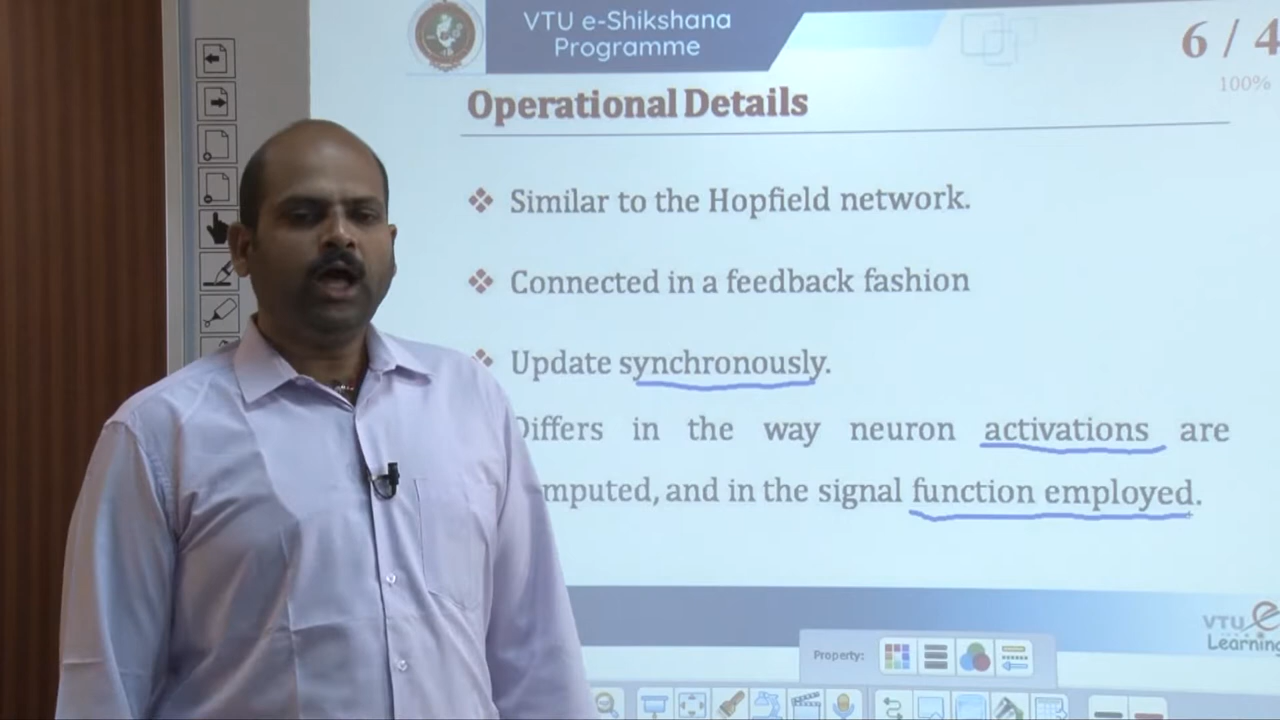 VTU e-Shikshana
Programme
6 / 4
100%
Operational Details
❖ Similar to the Hopfield network.
❖ Connected in a feedback fashion
❖ Update synchronously.
Differs in the way neuron activations are
mputed, and in the signal function employed.
VTU e
Learning
Property: